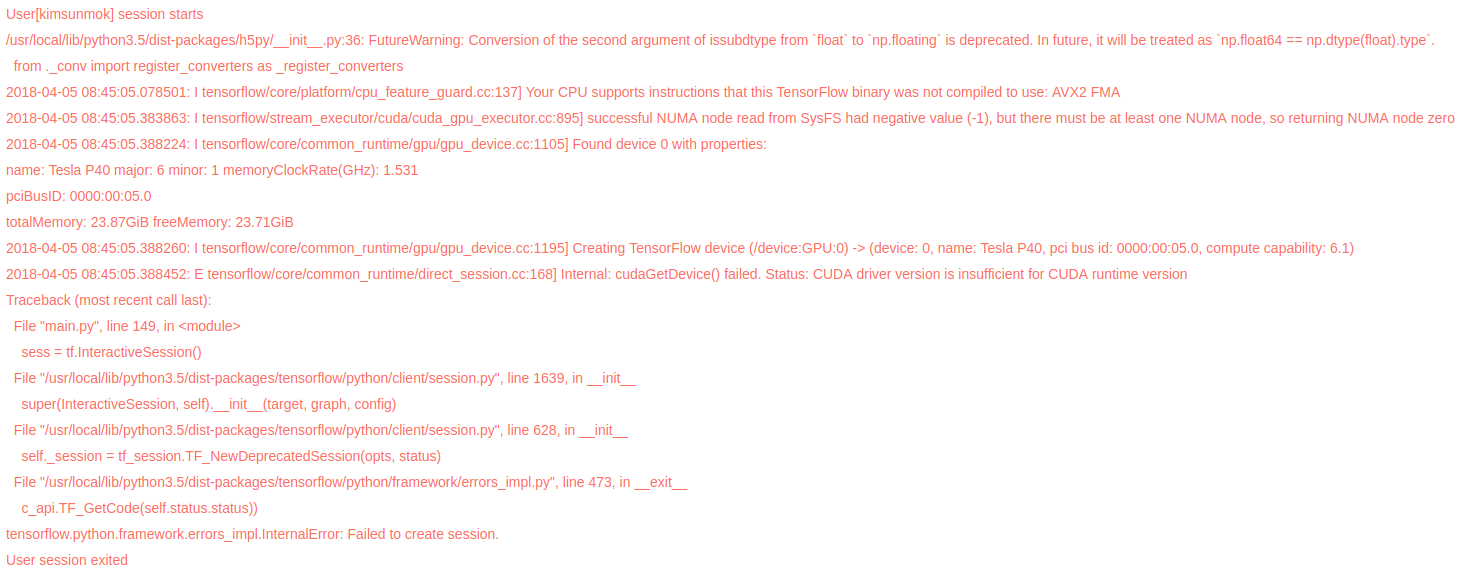 User[kimsunmok] session starts
/usr/local/lib/python3.5/dist-packages/h5py/__init__.py:36: FutureWarning: Conversion of the second argument of issubdtype from `float` to `np.floating` is deprecated. In future, it will be treated as `np.float64 == np.dtype(float).type`.
from ._conv import register_converters as _register_converters
2018-04-05 08:45:05.078501: I tensorflow/core/platform/cpu_feature_guard.cc:137] Your CPU supports instructions that this TensorFlow binary was not compiled to use: AVX2 FMA
2018-04-05 08:45:05.383863: I tensorflow/stream_executor/cuda/cuda_gpu_executor.cc:895] successful NUMA node read from SysFS had negative value (-1), but there must be at least one NUMA node, so returning NUMA node zero
2018-04-05 08:45:05.388224: I tensorflow/core/common_runtime/gpu/gpu_device.cc:1105] Found device 0 with properties:
name: Tesla P40 major: 6 minor: 1 memoryClockRate(GHz): 1.531
pciBusID: 0000:00:05.0
totalMemory: 23.87GiB freeMemory: 23.71GiB
2018-04-05 08:45:05.388260: I tensorflow/core/common_runtime/gpu/gpu_device.cc:1195] Creating TensorFlow device (/device:GPU:0) -> (device: 0, name: Tesla P40, pci bus id: 0000:00:05.0, compute capability: 6.1)
2018-04-05 08:45:05.388452: E tensorflow/core/common_runtime/direct_session.cc:168] Internal: cudaGetDevice() failed. Status: CUDA driver version is insufficient for CUDA runtime version
Traceback (most recent call last):
File "main.py", line 149, in <module>
sess = tf.InteractiveSession()
File "/usr/local/lib/python3.5/dist-packages/tensorflow/python/client/session.py", line 1639, in __init__
super(InteractiveSession, self).__init__(target, graph, config)
File "/usr/local/lib/python3.5/dist-packages/tensorflow/python/client/session.py", line 628, in __init__
self._session = tf_session.TF_NewDeprecatedSession(opts, status)
File "/usr/local/lib/python3.5/dist-packages/tensorflow/python/framework/errors_impl.py", line 473, in __exit__
c_api.TF_GetCode(self.status.status))
tensorflow.python.framework.errors_impl.InternalError: Failed to create session.
User session exited